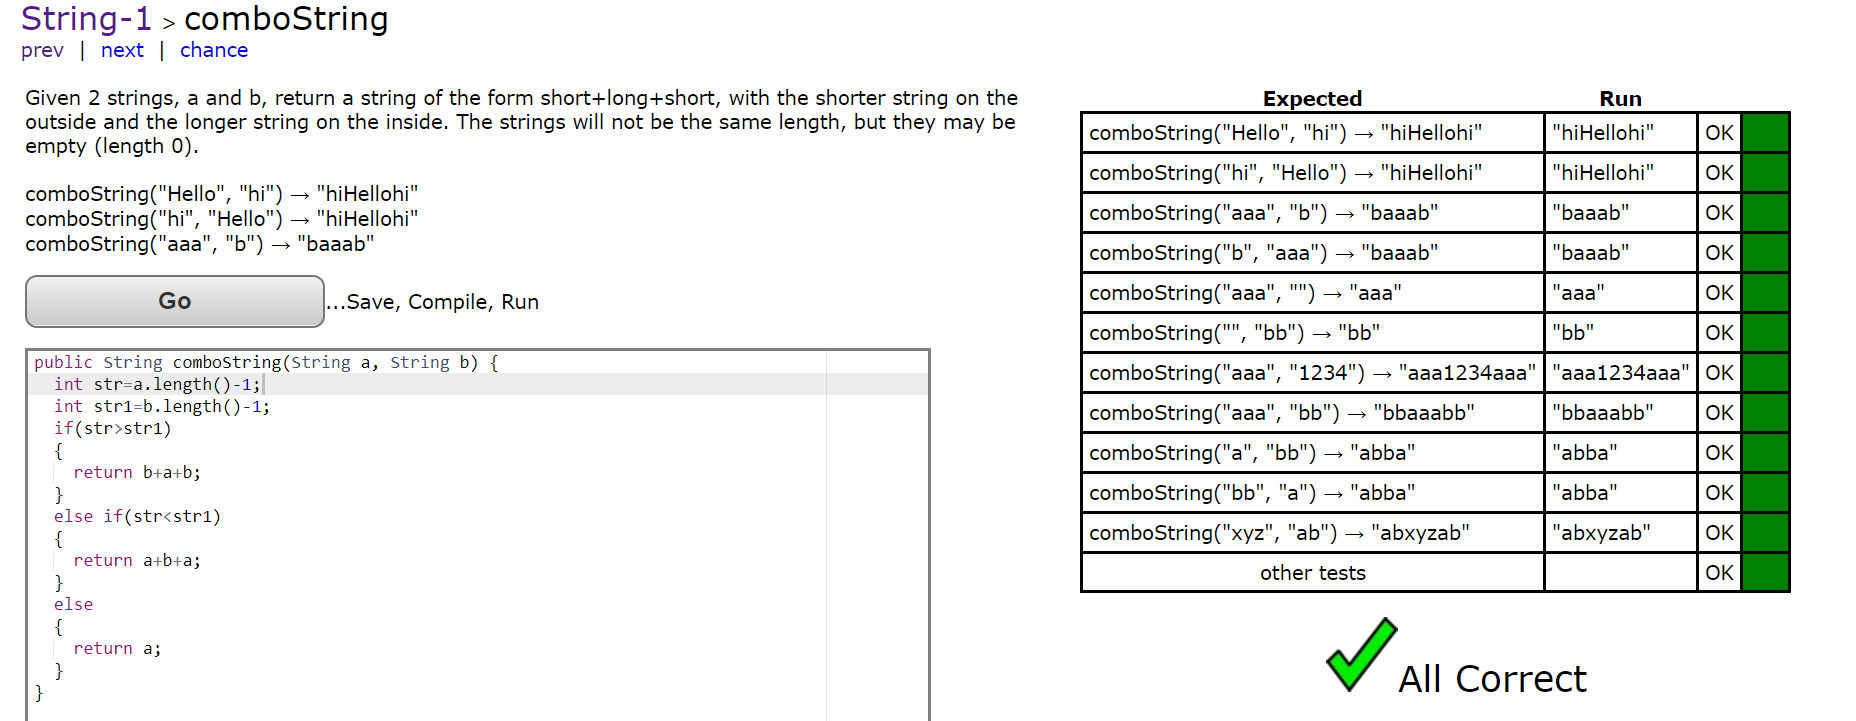 String-1 > comboString
prev | next | chance
Given 2 strings, a and b, return a string of the form short+long+short, with the shorter string on the
outside and the longer string on the inside. The strings will not be the same length, but they may be
empty (length 0).
comboString("Hello", "hi") → "hiHellohi"
comboString("hi", "Hello") → "hiHellohi"
comboString("aaa", "b") → "baaab"
Go ...Save, Compile, Run
public String comboString(String a, String b) {
  int str=a.length()-1;
  int str1=b.length()-1;
  if(str>str1)
  {
    return b+a+b;
  }
  else if(str<str1)
  {
    return a+b+a;
  }
  else
  {
    return a;
  }
}
Expected Run
comboString("Hello", "hi") → "hiHellohi" "hiHellohi" OK
comboString("hi", "Hello") → "hiHellohi" "hiHellohi" OK
comboString("aaa", "b") → "baaab" "baaab" OK
comboString("b", "aaa") → "baaab" "baaab" OK
comboString("aaa", "") → "aaa" "aaa" OK
comboString("", "bb") → "bb" "bb" OK
comboString("aaa", "1234") → "aaa1234aaa" "aaa1234aaa" OK
comboString("aaa", "bb") → "bbaaabb" "bbaaabb" OK
comboString("a", "bb") → "abba" "abba" OK
comboString("bb", "a") → "abba" "abba" OK
comboString("xyz", "ab") → "abxyzab" "abxyzab" OK
other tests OK
All Correct